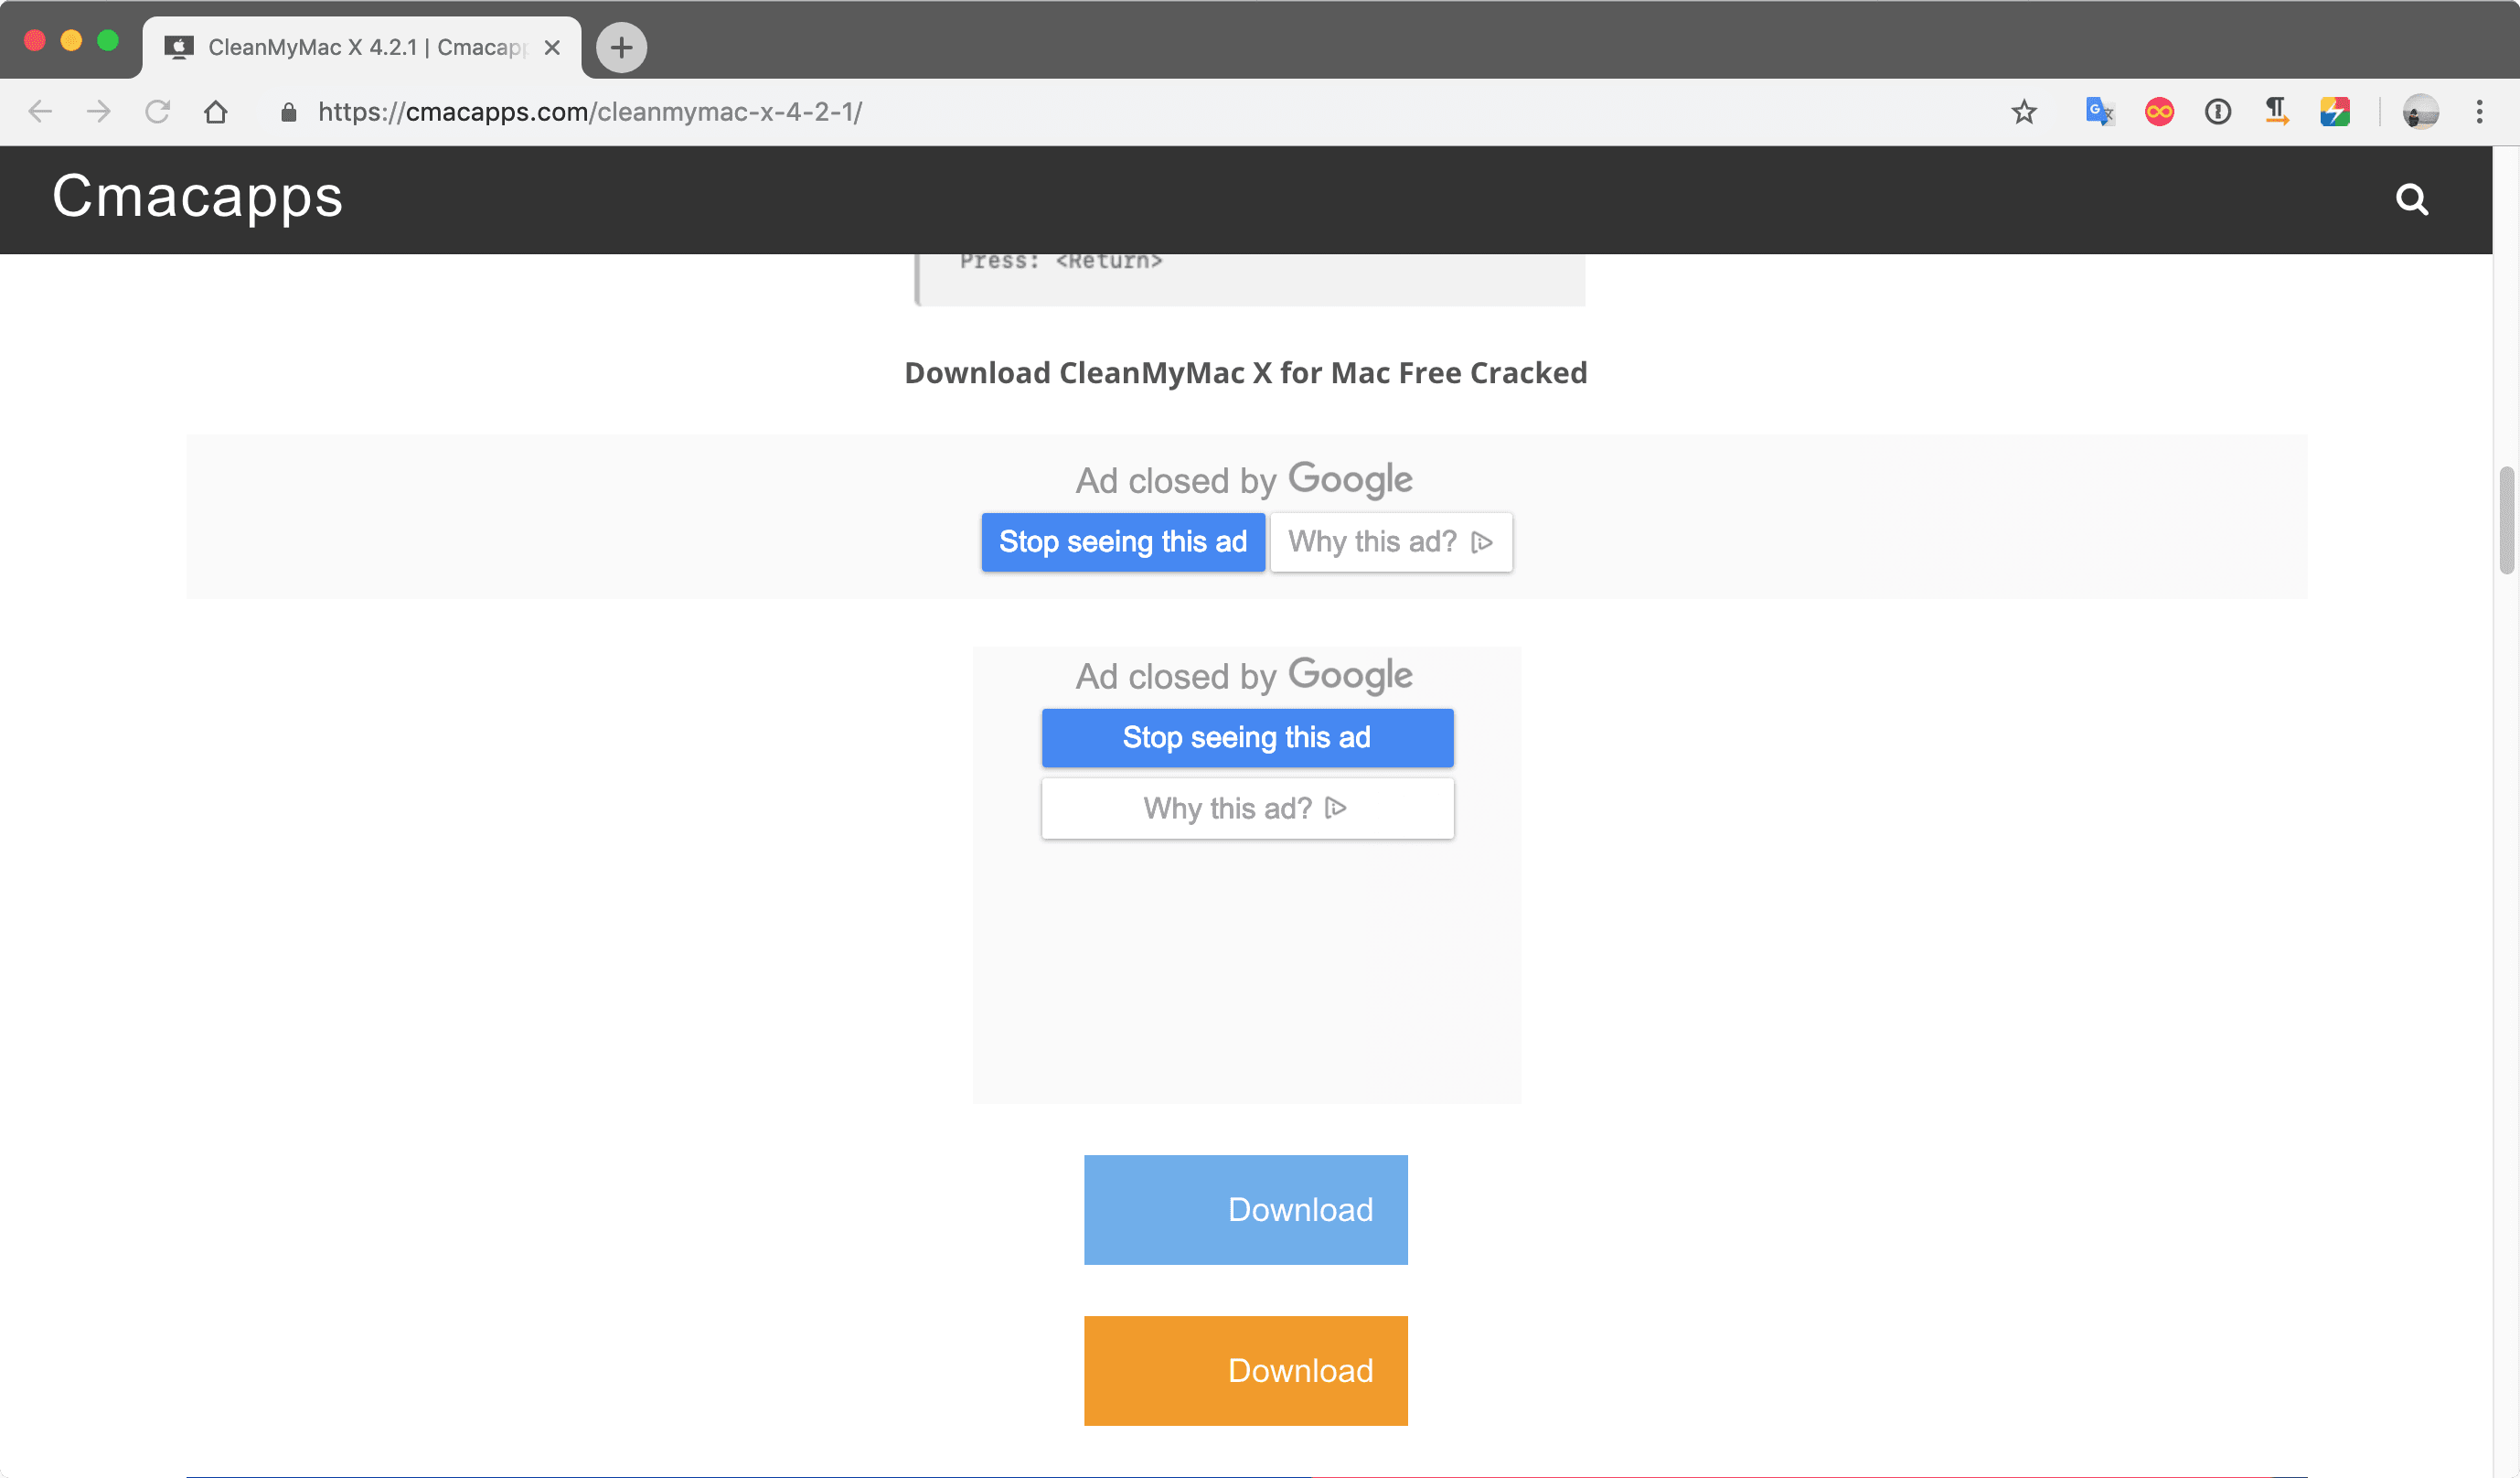 CleanMyMac X 4.2.1 | Cmacapp
https://cmacapps.com/cleanmymac-x-4-2-1/
Cmacapps
Press: <Return>
Download CleanMyMac X for Mac Free Cracked
Ad closed by Google
Stop seeing this ad Why this ad?
Ad closed by Google
Stop seeing this ad
Why this ad?
Download
Download